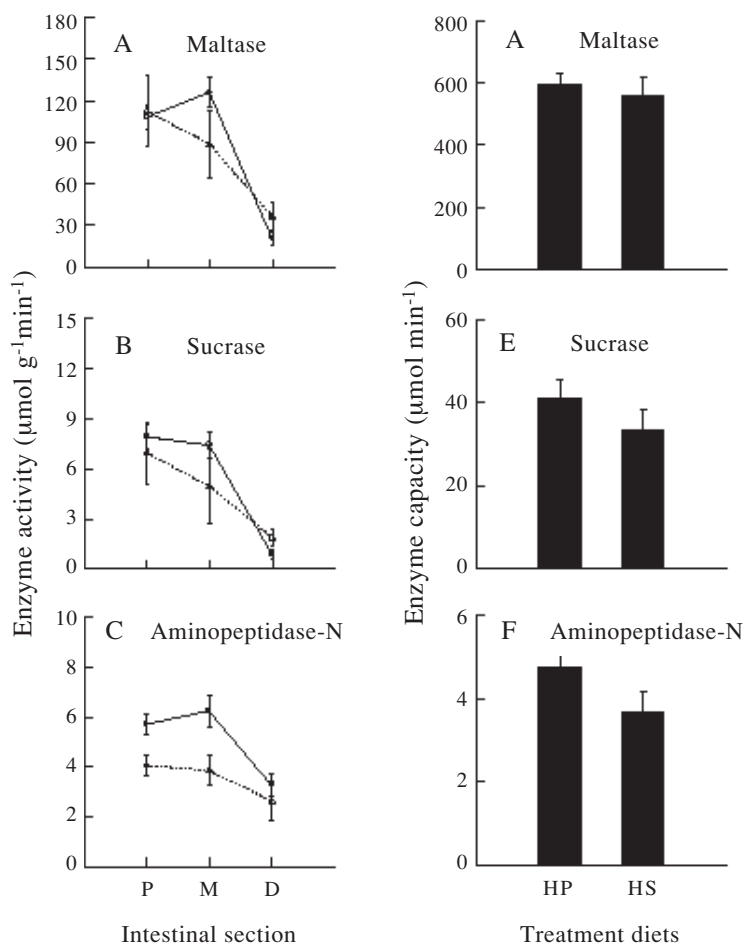 Enzyme activity (μmol g-1min-1)
180
150
120
90
60
30
0
A Maltase
15
12
9
6
3
0
B Sucrase
10
8
6
4
2
0
C Aminopeptidase-N
P M D
Intestinal section
Enzyme capacity (μmol min-1)
800
600
400
200
0
A Maltase
60
40
20
0
E Sucrase
6
4
2
0
F Aminopeptidase-N
HP HS
Treatment diets